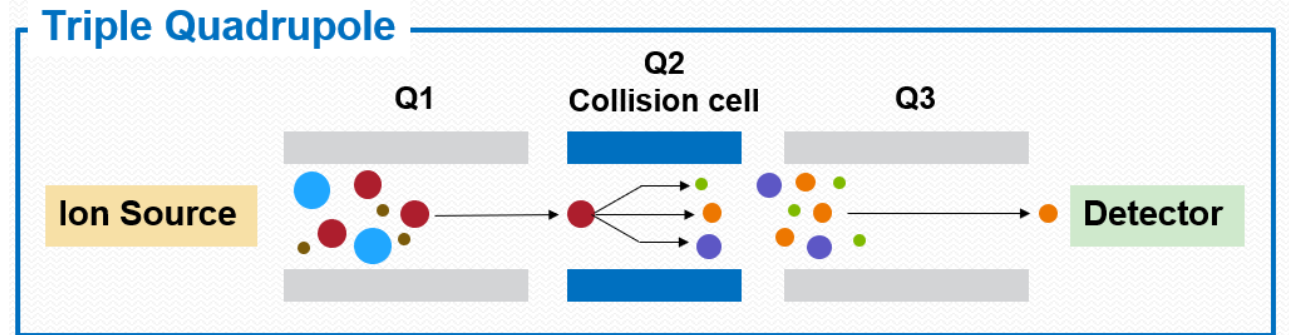 Triple Quadrupole
Q1
Q2
Collision cell
Q3
Ion Source
Detector